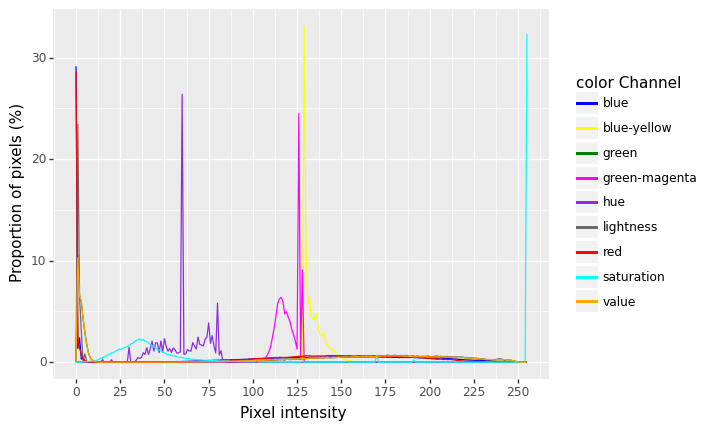 Proportion of pixels (%)
30
20
10
0
0 25 50 75 100 125 150 175 200 225 250
Pixel intensity
color Channel
blue
blue-yellow
green
green-magenta
hue
lightness
red
saturation
value